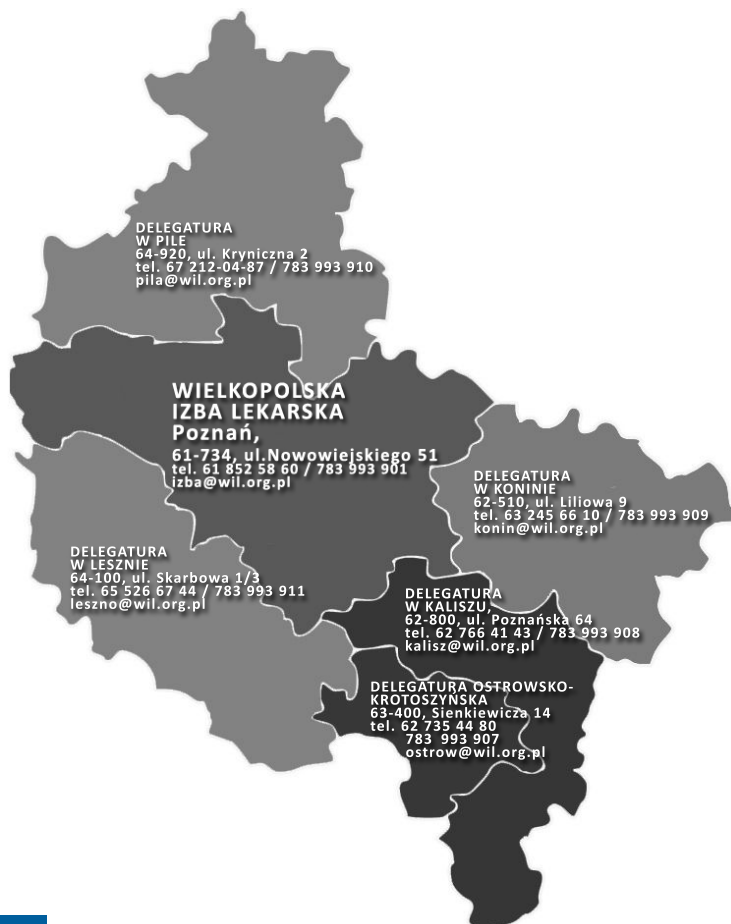 DELEGATURA
W PILE
64-920, ul. Kryniczna 2
tel. 67 212-04-87 / 783 993 910
pila@wil.org.pl
WIELKOPOLSKA
IZBA LEKARSKA
Poznań,
61-734, ul.Nowowiejskiego 51
tel. 61 852 58 60 / 783 993 901
izba@wil.org.pl
DELEGATURA
W KONINIE
62-510, ul. Liliowa 9
tel. 63 245 66 10 / 783 993 909
konin@wil.org.pl
DELEGATURA
W LESZNIE
64-100, ul. Skarbowa 1/3
tel. 65 526 67 44 / 783 993 911
leszno@wil.org.pl
DELEGATURA
W KALISZU,
62-800, ul. Poznańska 64
tel. 62 766 41 43 / 783 993 908
kalisz@wil.org.pl
DELEGATURA OSTROWSKO-
KROTOSZYŃSKA
63-400, Sienkiewicza 14
tel. 62 735 44 80
783 993 907
ostrow@wil.org.pl